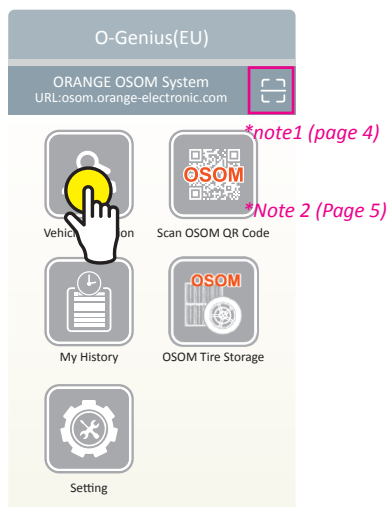 O-Genius(EU)
ORANGE OSOM System
URL:osom.orange-electronic.com
*note1 (page 4)
OSOM
*Note 2 (Page 5)
Scan OSOM QR Code
OSOM
My History
OSOM Tire Storage
Setting